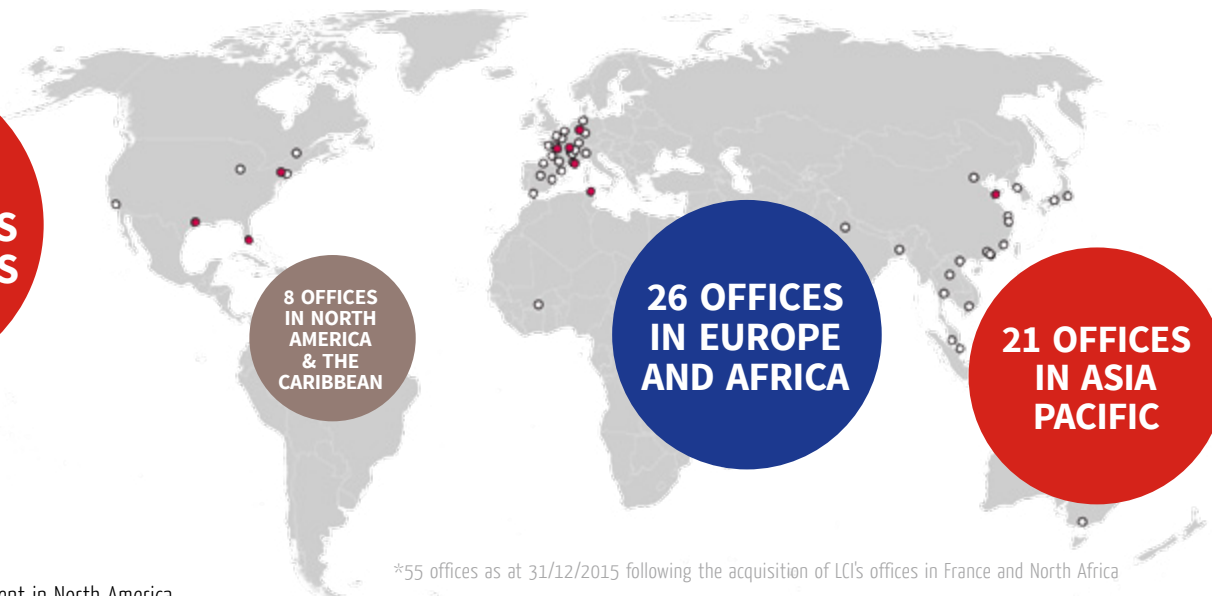 S
S
8 OFFICES
IN NORTH
AMERICA
& THE
CARIBBEAN
26 OFFICES
IN EUROPE
AND AFRICA
21 OFFICES
IN ASIA
PACIFIC
*55 offices as at 31/12/2015 following the acquisition of LCI's offices in France and North Africa
ent in North America